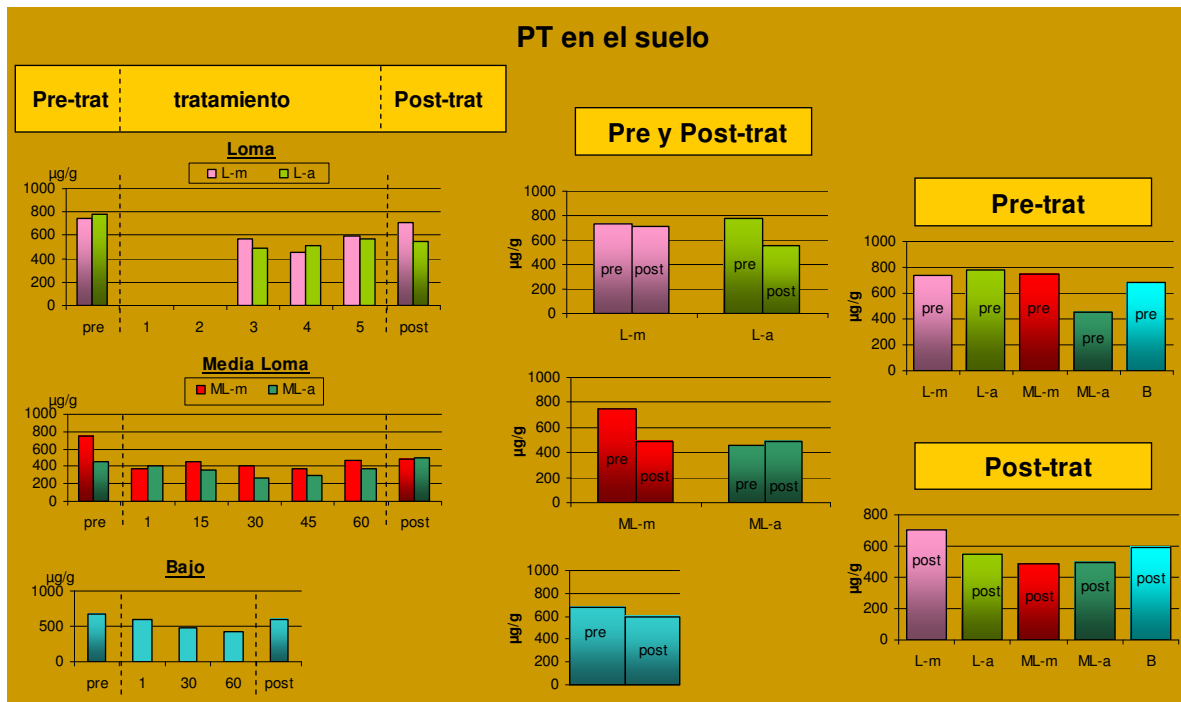 PT en el suelo
Pre-trat tratamiento Post-trat
Loma
µg/g
L-m L-a
1000
800
600
400
200
0
pre 1 2 3 4 5 post
Media Loma
ML-m ML-a
µg/g
1000
800
600
400
200
0
pre 1 15 30 45 60 post
Bajo
µg/g
1000
500
0
pre 1 30 60 post
Pre y Post-trat
1000
800
600
400
200
0
µg/g
pre post pre post
L-m L-a
1000
800
600
400
200
0
µg/g
pre post pre post
ML-m ML-a
1000
800
600
400
200
0
µg/g
pre post
Pre-trat
1000
800
600
400
200
0
µg/g
pre pre pre pre pre
L-m L-a ML-m ML-a B
Post-trat
800
600
400
200
0
µg/g
post post post post post
L-m L-a ML-m ML-a B